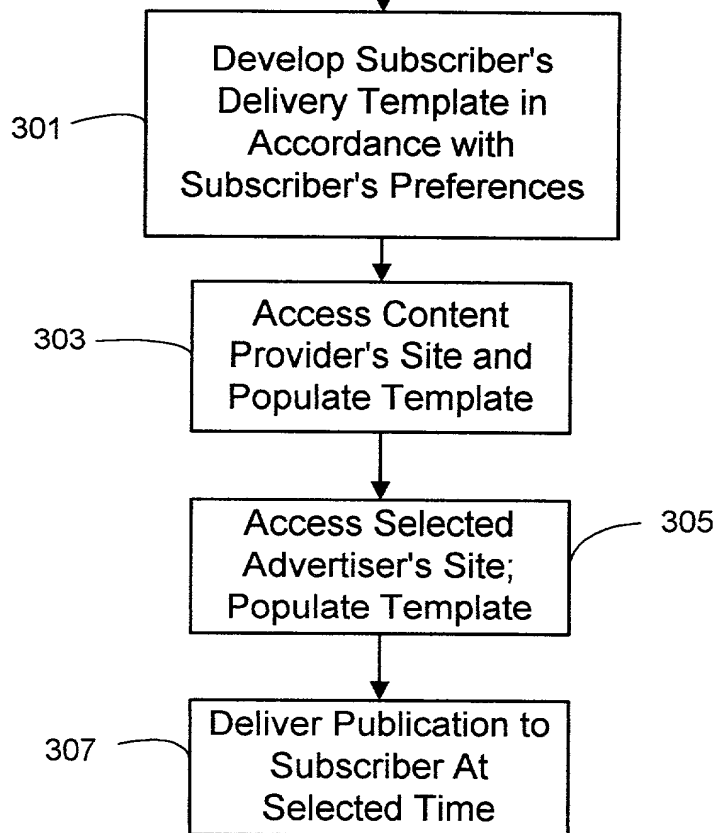 Develop Subscriber's
Delivery Template in
Accordance with
Subscriber's Preferences
301
Access Content
Provider's Site and
Populate Template
303
Access Selected
Advertiser's Site;
Populate Template
305
Deliver Publication to
Subscriber At
Selected Time
307